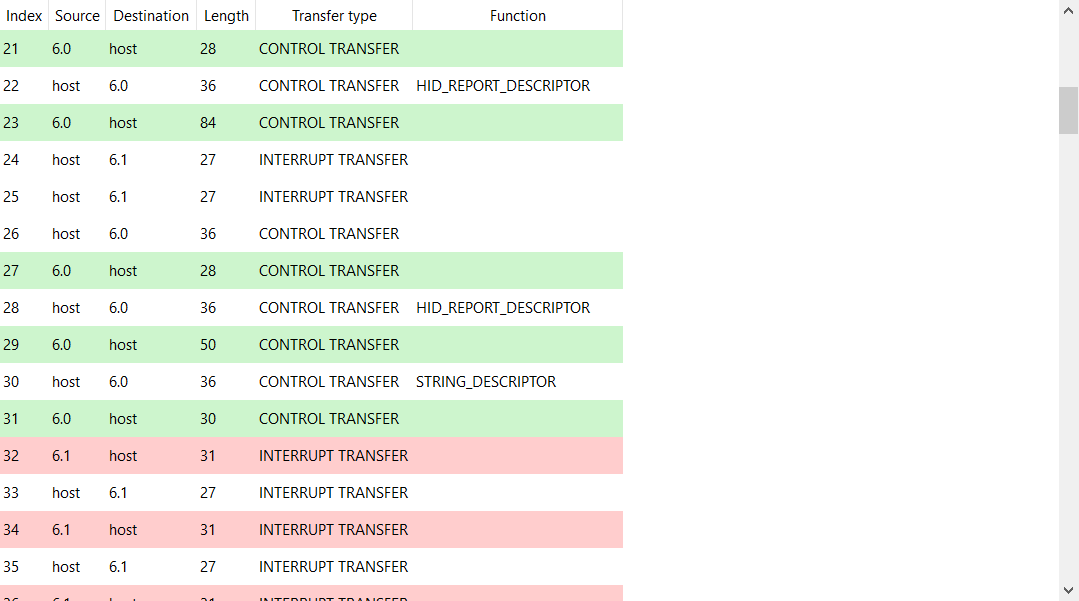 Index Source Destination Length Transfer type Function
21 6.0 host 28 CONTROL TRANSFER
22 host 6.0 36 CONTROL TRANSFER HID_REPORT_DESCRIPTOR
23 6.0 host 84 CONTROL TRANSFER
24 host 6.1 27 INTERRUPT TRANSFER
25 host 6.1 27 INTERRUPT TRANSFER
26 host 6.0 36 CONTROL TRANSFER
27 6.0 host 28 CONTROL TRANSFER
28 host 6.0 36 CONTROL TRANSFER HID_REPORT_DESCRIPTOR
29 6.0 host 50 CONTROL TRANSFER
30 host 6.0 36 CONTROL TRANSFER STRING_DESCRIPTOR
31 6.0 host 30 CONTROL TRANSFER
32 6.1 host 31 INTERRUPT TRANSFER
33 host 6.1 27 INTERRUPT TRANSFER
34 6.1 host 31 INTERRUPT TRANSFER
35 host 6.1 27 INTERRUPT TRANSFER